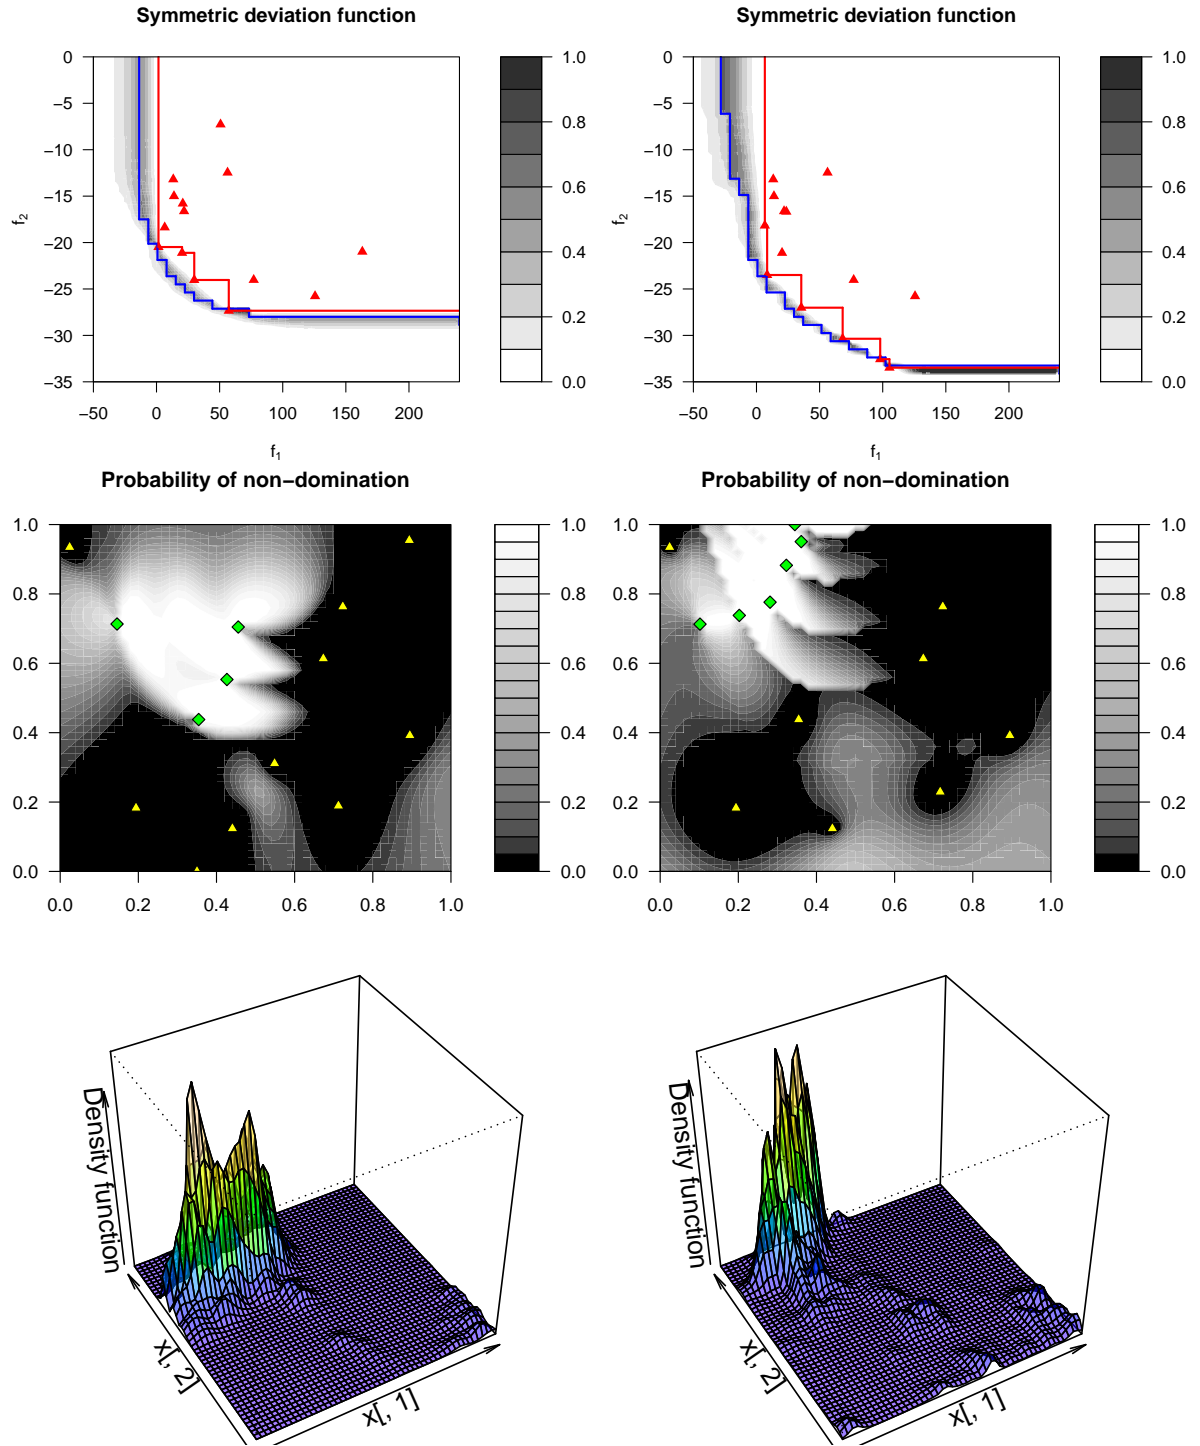 Symmetric deviation function
Symmetric deviation function
0
−5
−10
−15
−20
−25
−30
−35
f2
−50 0 50 100 150 200
f1
1.0
0.8
0.6
0.4
0.2
0.0
0
−5
−10
−15
−20
−25
−30
−35
f2
−50 0 50 100 150 200
f1
1.0
0.8
0.6
0.4
0.2
0.0
Probability of non−domination
Probability of non−domination
1.0
0.8
0.6
0.4
0.2
0.0
0.0 0.2 0.4 0.6 0.8 1.0
1.0
0.8
0.6
0.4
0.2
0.0
1.0
0.8
0.6
0.4
0.2
0.0
0.0 0.2 0.4 0.6 0.8 1.0
1.0
0.8
0.6
0.4
0.2
0.0
Density function
x[, 2]
x[, 1]
Density function
x[, 2]
x[, 1]